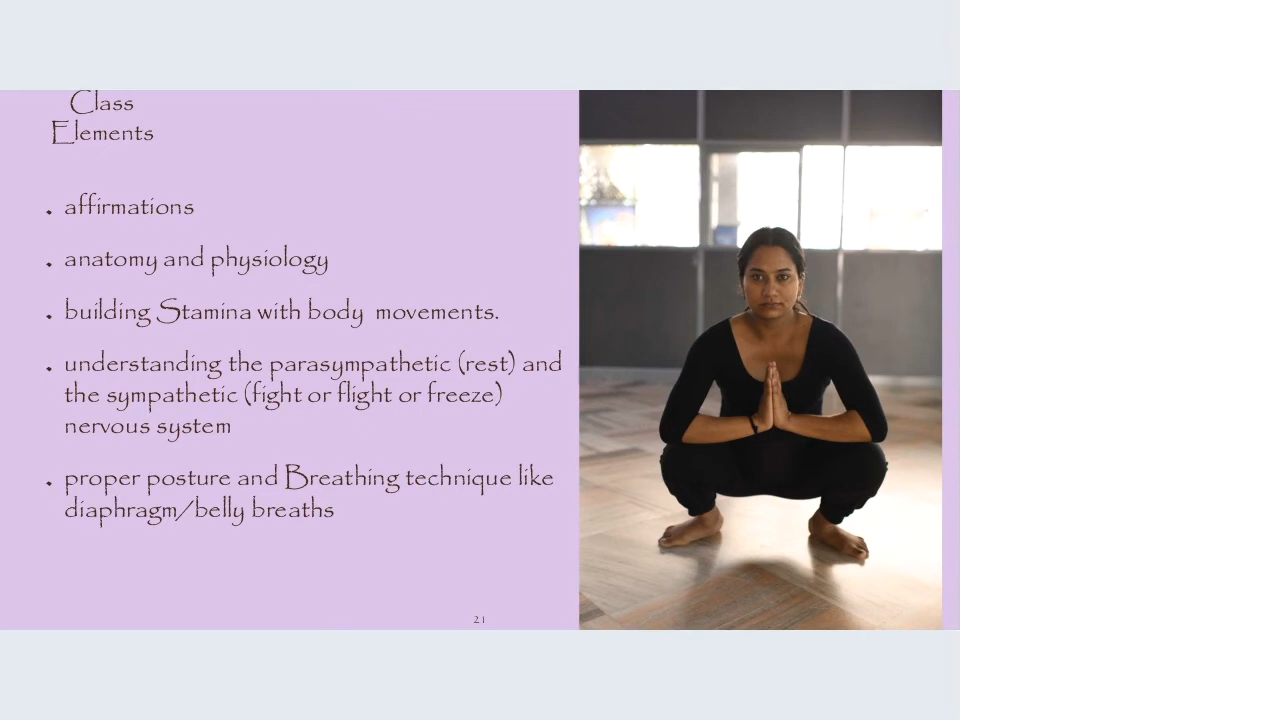 Class
Elements
• affirmations
• anatomy and physiology
• building Stamina with body movements.
• understanding the parasympathetic (rest) and
the sympathetic (fight or flight or freeze)
nervous system
• proper posture and Breathing technique like
diaphragm/belly breaths
21